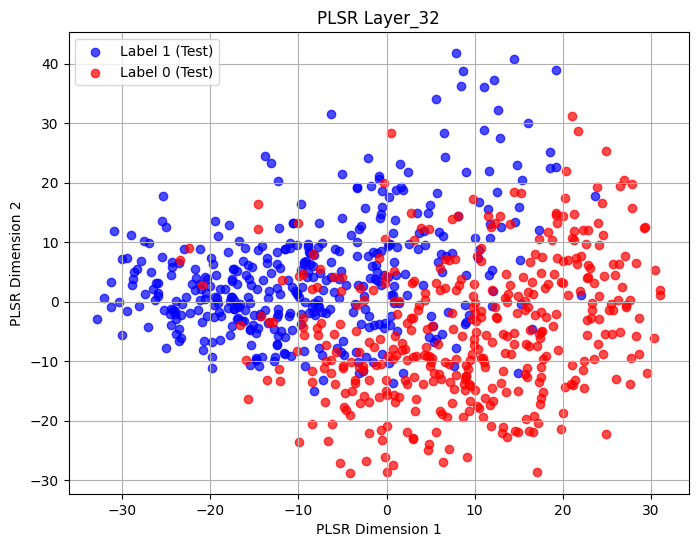 PLSR Layer_32
Label 1 (Test)
Label 0 (Test)
PLSR Dimension 2
40
30
20
10
0
−10
−20
−30
−30 −20 −10 0 10 20 30
PLSR Dimension 1